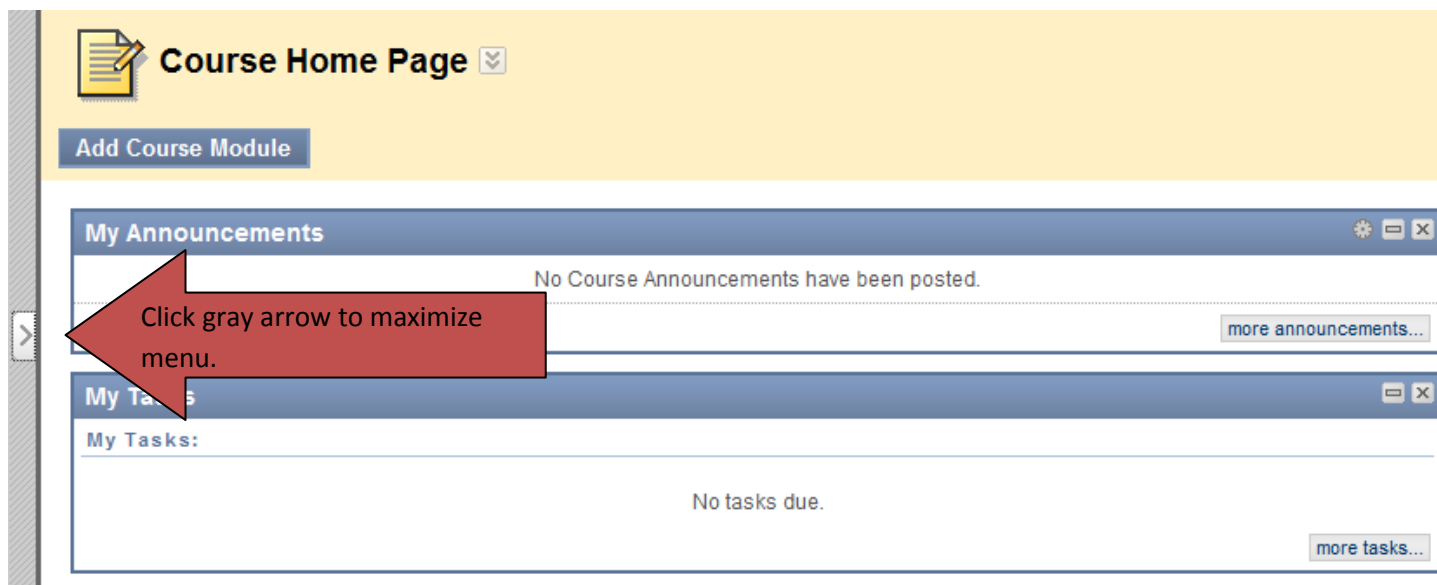 Course Home Page
Add Course Module
My Announcements
No Course Announcements have been posted.
Click gray arrow to maximize
menu.
more announcements...
My Ta s
My Tasks:
No tasks due.
more tasks...